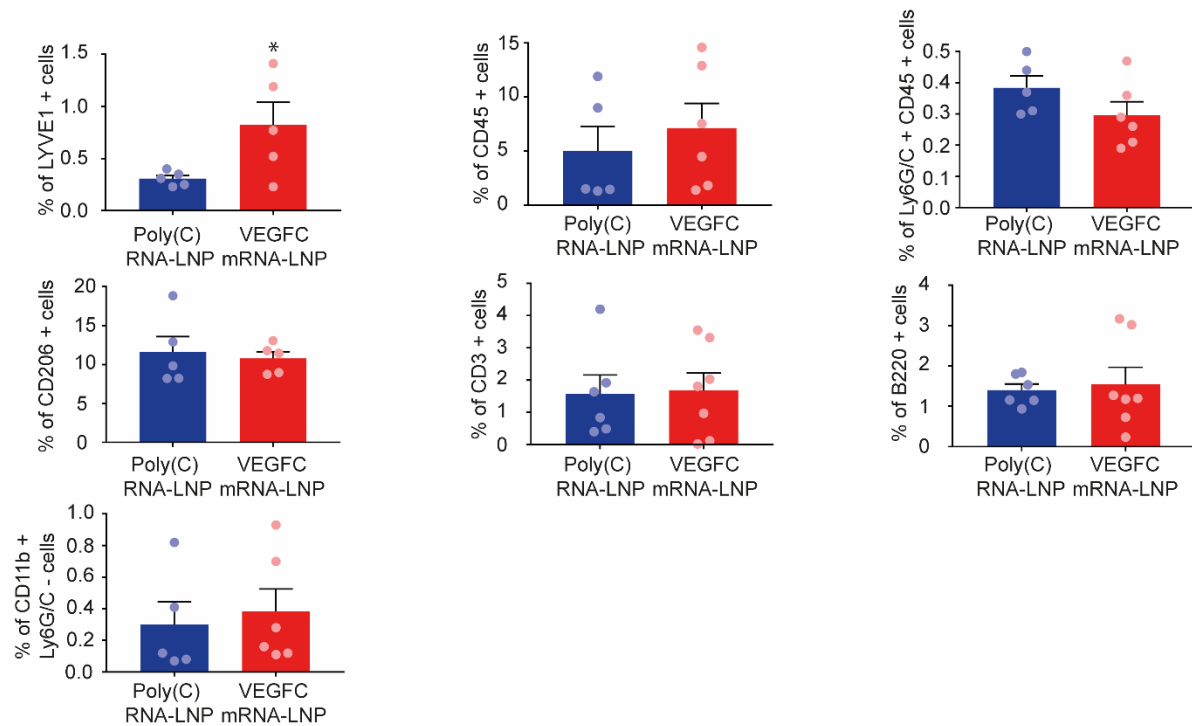 % of LYVE1 + cells
1.5
1.0
0.5
0.0
*
Poly(C) VEGFC
RNA-LNP mRNA-LNP
% of CD45 + cells
15
10
5
0
Poly(C) VEGFC
RNA-LNP mRNA-LNP
% of Ly6G/C + CD45 + cells
0.5
0.4
0.3
0.2
0.1
0.0
Poly(C) VEGFC
RNA-LNP mRNA-LNP
% of CD206 + cells
20
15
10
5
0
Poly(C) VEGFC
RNA-LNP mRNA-LNP
% of CD3 + cells
5
4
3
2
1
0
Poly(C) VEGFC
RNA-LNP mRNA-LNP
% of B220 + cells
4
3
2
1
0
Poly(C) VEGFC
RNA-LNP mRNA-LNP
% of CD11b +
Ly6G/C - cells
1.0
0.8
0.6
0.4
0.2
0.0
Poly(C) VEGFC
RNA-LNP mRNA-LNP